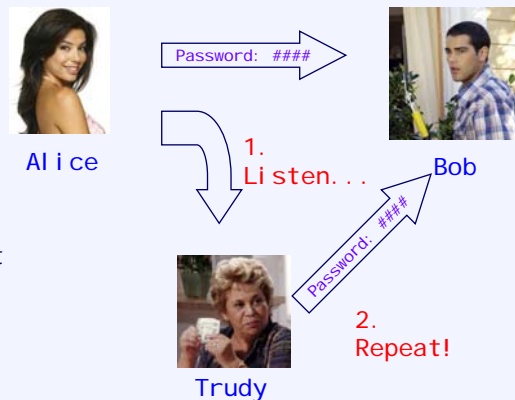 Password: ####
Alice
1.
Listen...
Bob
Password: ####
t
2.
Repeat!
Trudy